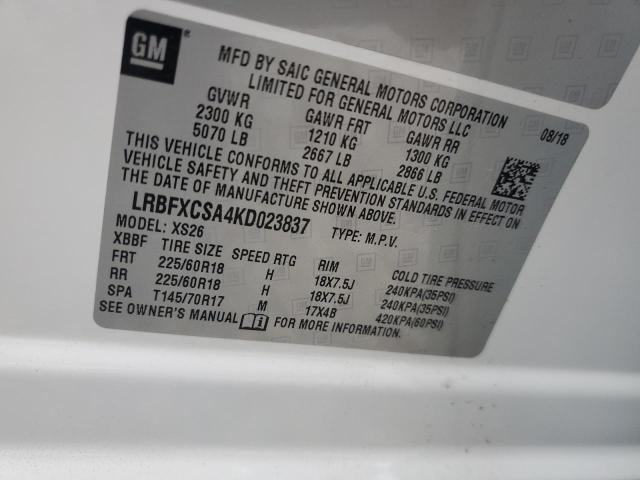 GM
MFD BY SAIC GENERAL MOTORS CORPORATION
LIMITED FOR GENERAL MOTORS LLC
GVWR GAWR FRT GAWR RR 08/18
2300 KG 1210 KG 1300 KG
5070 LB 2667 LB 2866 LB
THIS VEHICLE CONFORMS TO ALL APPLICABLE U.S. FEDERAL MOTOR
VEHICLE SAFETY AND THEFT PREVENTION STANDARDS IN EFFECT ON
THE DATE OF MANUFACTURE SHOWN ABOVE.
LRBFXCSA4KD023837 TYPE: M.P.V.
MODEL: XS26
XBBF TIRE SIZE SPEED RTG RIM COLD TIRE PRESSURE
FRT 225/60R18 H 18X7.5J 240KPA(35PSI)
RR 225/60R18 H 18X7.5J 240KPA(35PSI)
SPA T145/70R17 M 17X4B 420KPA(60PSI)
SEE OWNER'S MANUAL FOR MORE INFORMATION.